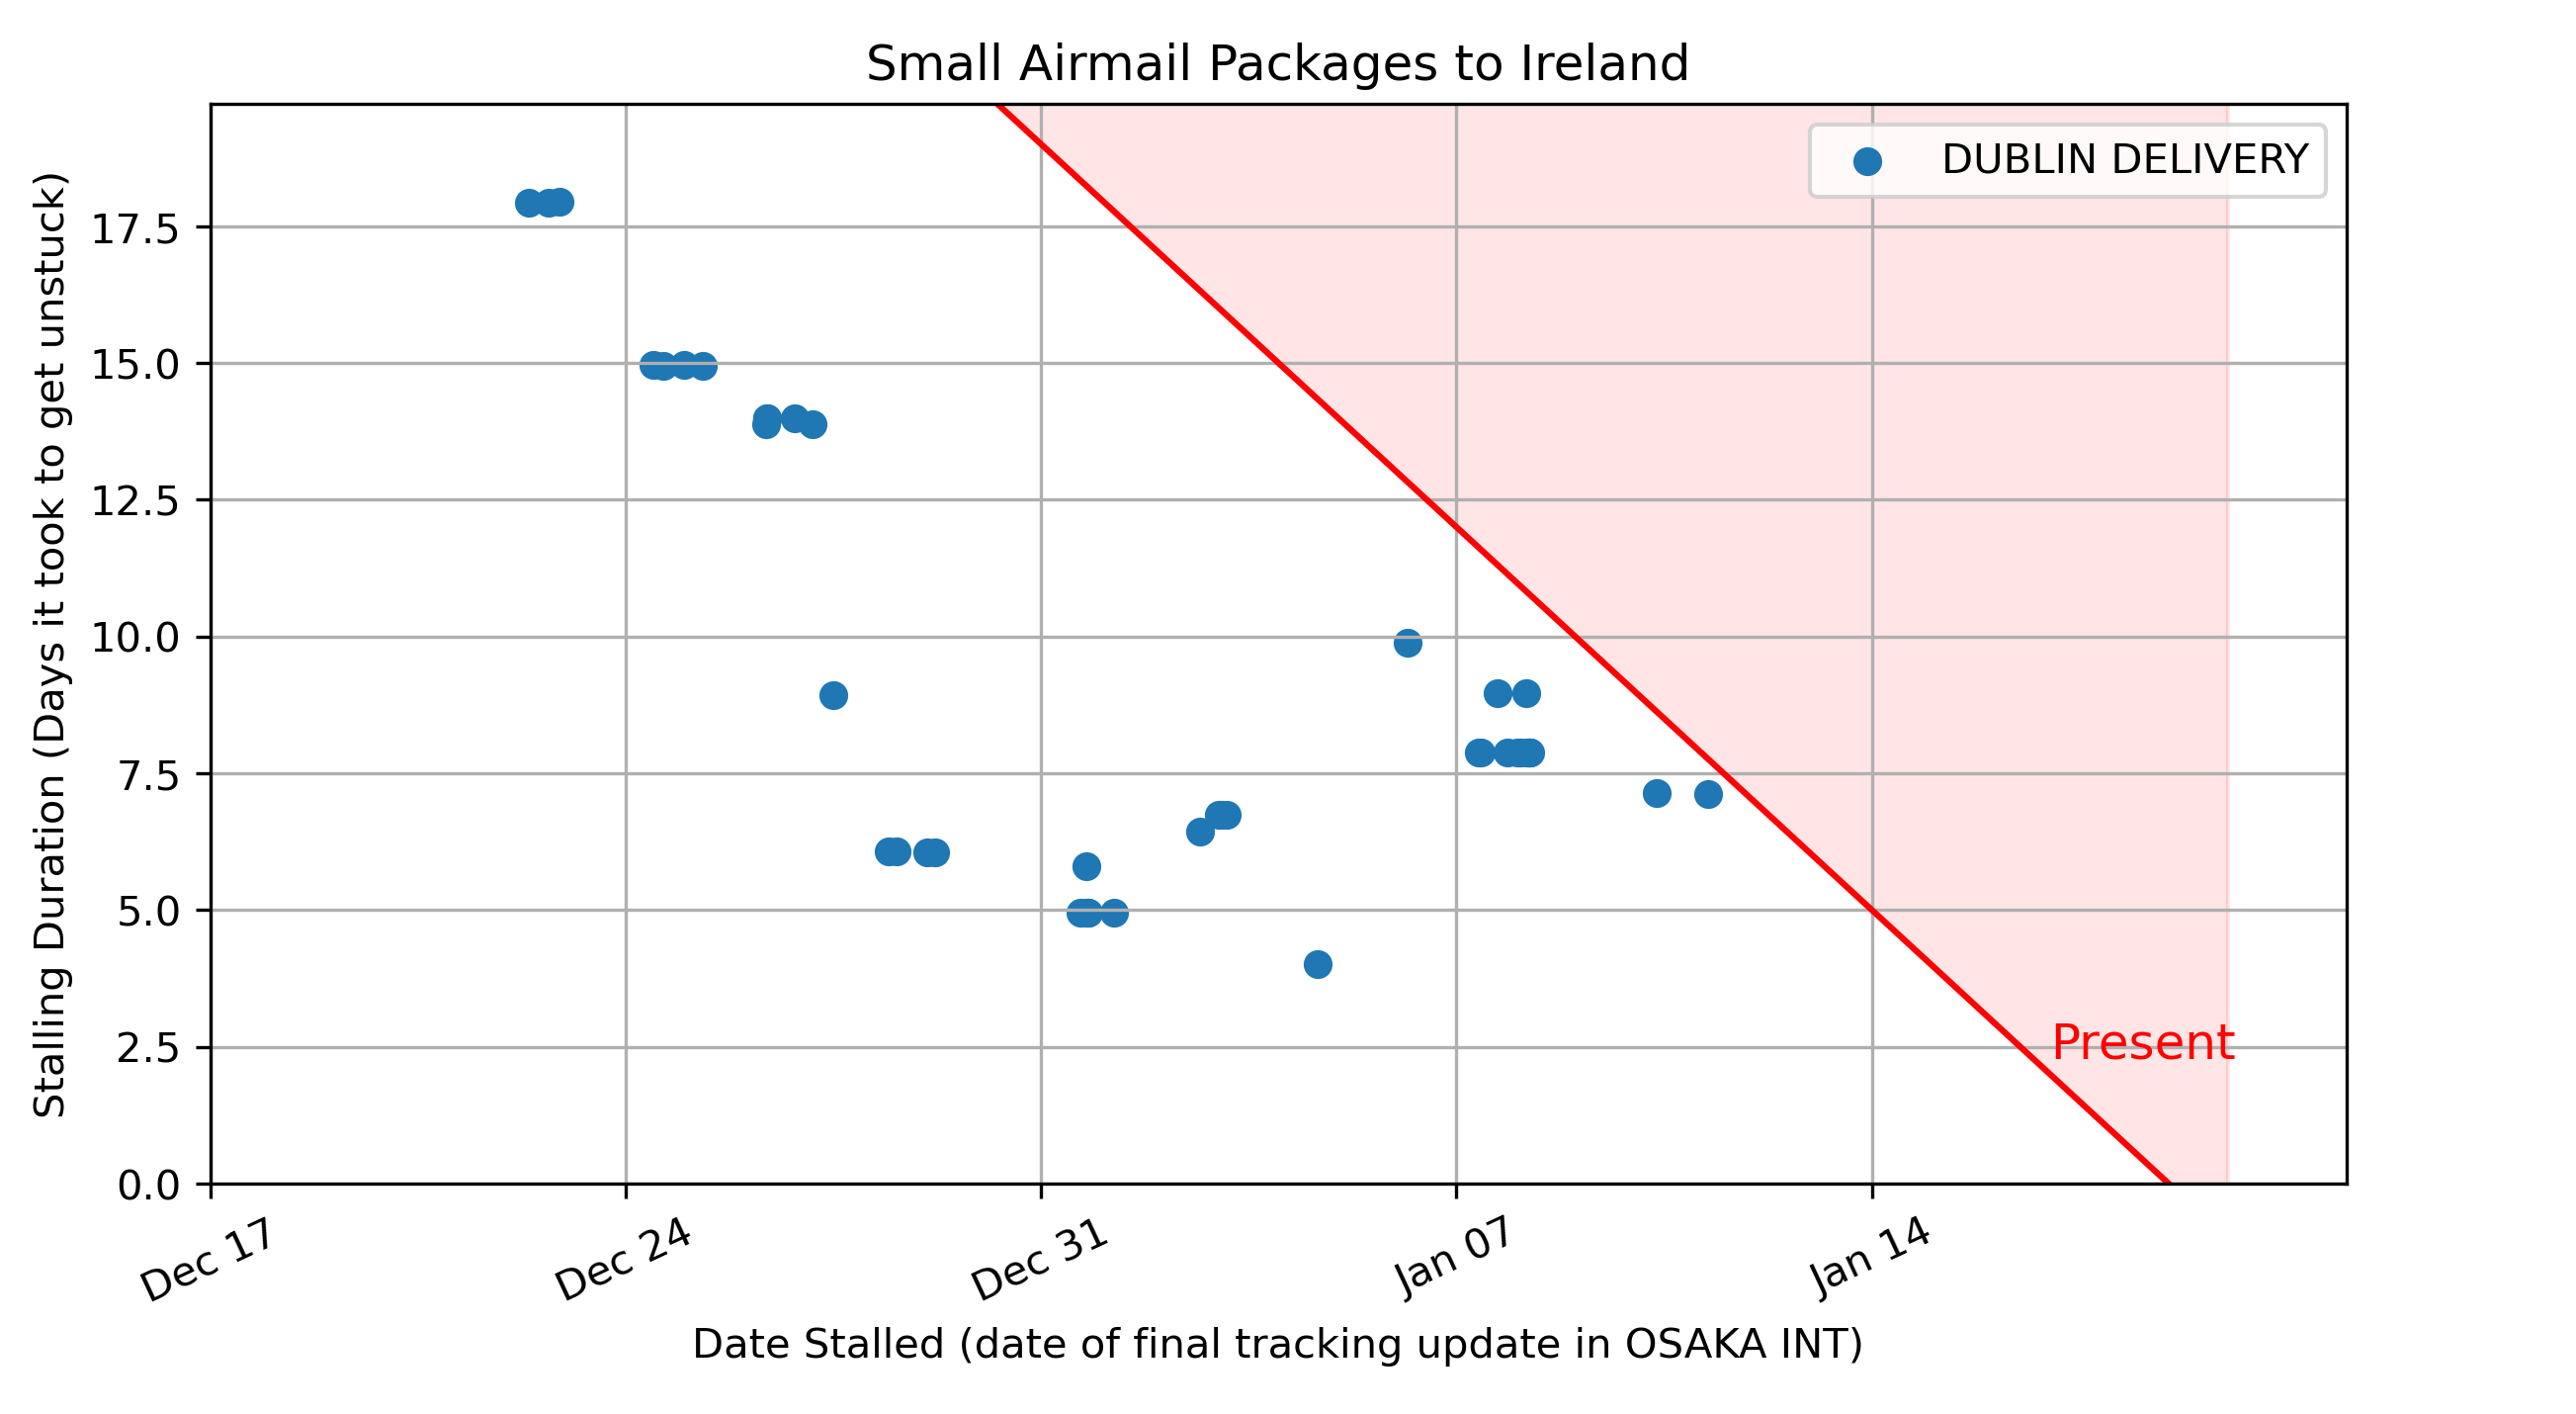 Small Airmail Packages to Ireland
DUBLIN DELIVERY
Stalling Duration (Days it took to get unstuck)
17.5
15.0
12.5
10.0
7.5
5.0
2.5
0.0
Present
Dec 17
Dec 24
Dec 31
Jan 07
Jan 14
Date Stalled (date of final tracking update in OSAKA INT)